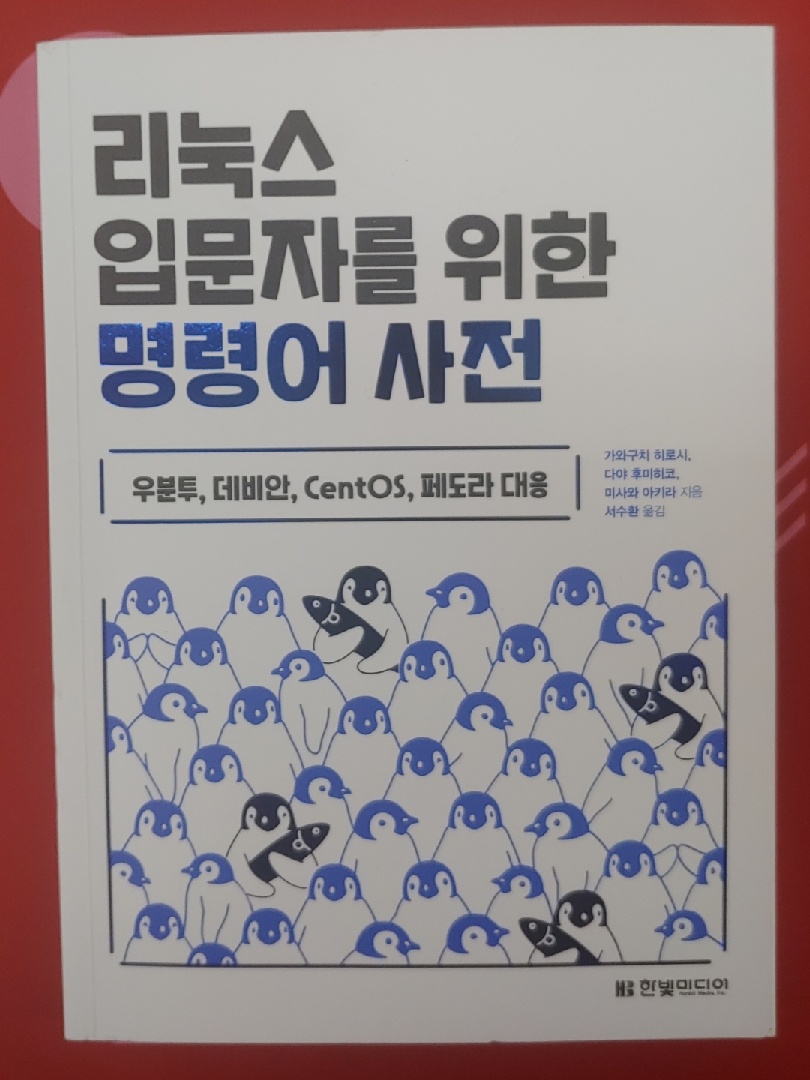 리눅스
입문자를 위한
명령어 사전
우분투, 데비안, CentOS, 페도라 대응
가와구치 히로시,
다야 후미히코,
미사와 아키라 지음
서수환 옮김
한빛미디어